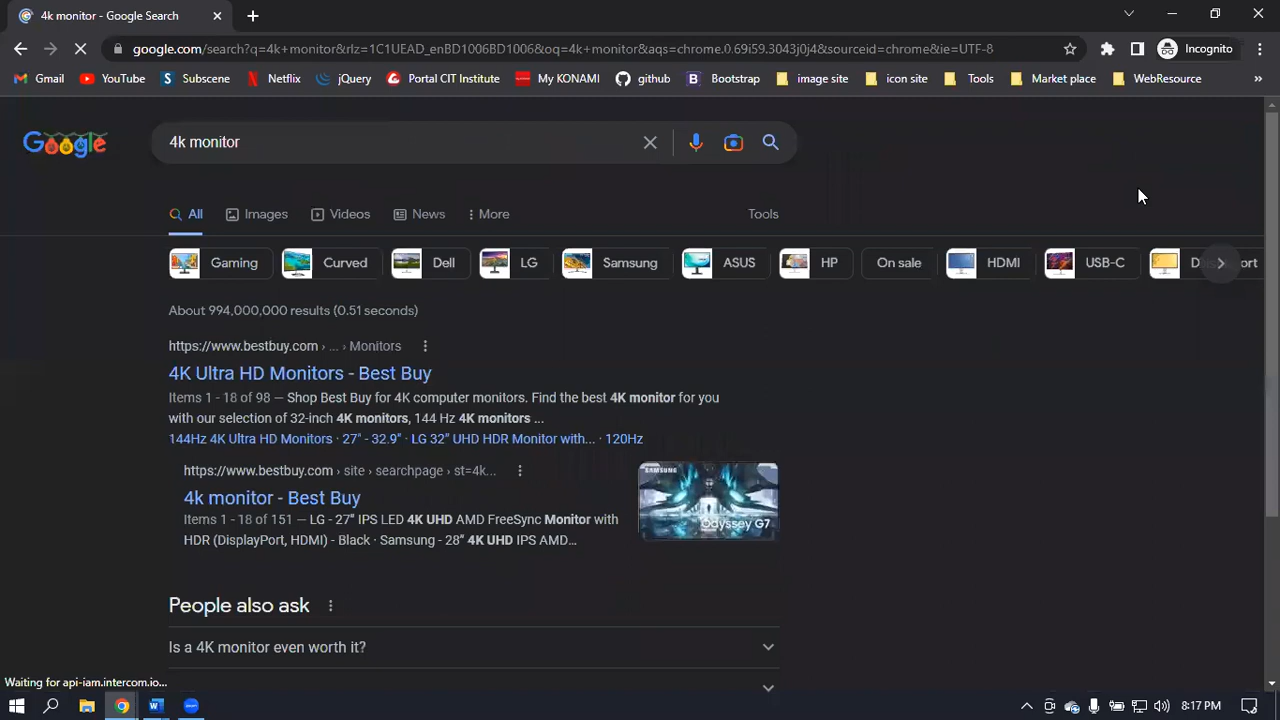 4k monitor - Google Search
google.com/search?q=4k+monitor&rlz=1C1UEAD_enBD1006BD1006&oq=4k+monitor&aqs=chrome.0.69i59.3043j0j4&sourceid=chrome&ie=UTF-8
Incognito
Gmail YouTube Subscene Netflix jQuery Portal CIT Institute My KONAMI github Bootstrap image site icon site Tools Market place WebResource
Google
4k monitor
All Images Videos News More Tools
Gaming Curved Dell LG Samsung ASUS HP On sale HDMI USB-C
About 994,000,000 results (0.51 seconds)
https://www.bestbuy.com › ... › Monitors
4K Ultra HD Monitors - Best Buy
Items 1 - 18 of 98 — Shop Best Buy for 4K computer monitors. Find the best 4K monitor for you
with our selection of 32-inch 4K monitors, 144 Hz 4K monitors ...
144Hz 4K Ultra HD Monitors · 27" - 32.9" · LG 32" UHD HDR Monitor with... · 120Hz
https://www.bestbuy.com › site › searchpage › st=4k...
4k monitor - Best Buy
Items 1 - 18 of 151 — LG - 27" IPS LED 4K UHD AMD FreeSync Monitor with
HDR (DisplayPort, HDMI) - Black · Samsung - 28" 4K UHD IPS AMD...
SAMSUNG
Odyssey G7
People also ask
Is a 4K monitor even worth it?
Waiting for api-iam.intercom.io...
8:17 PM